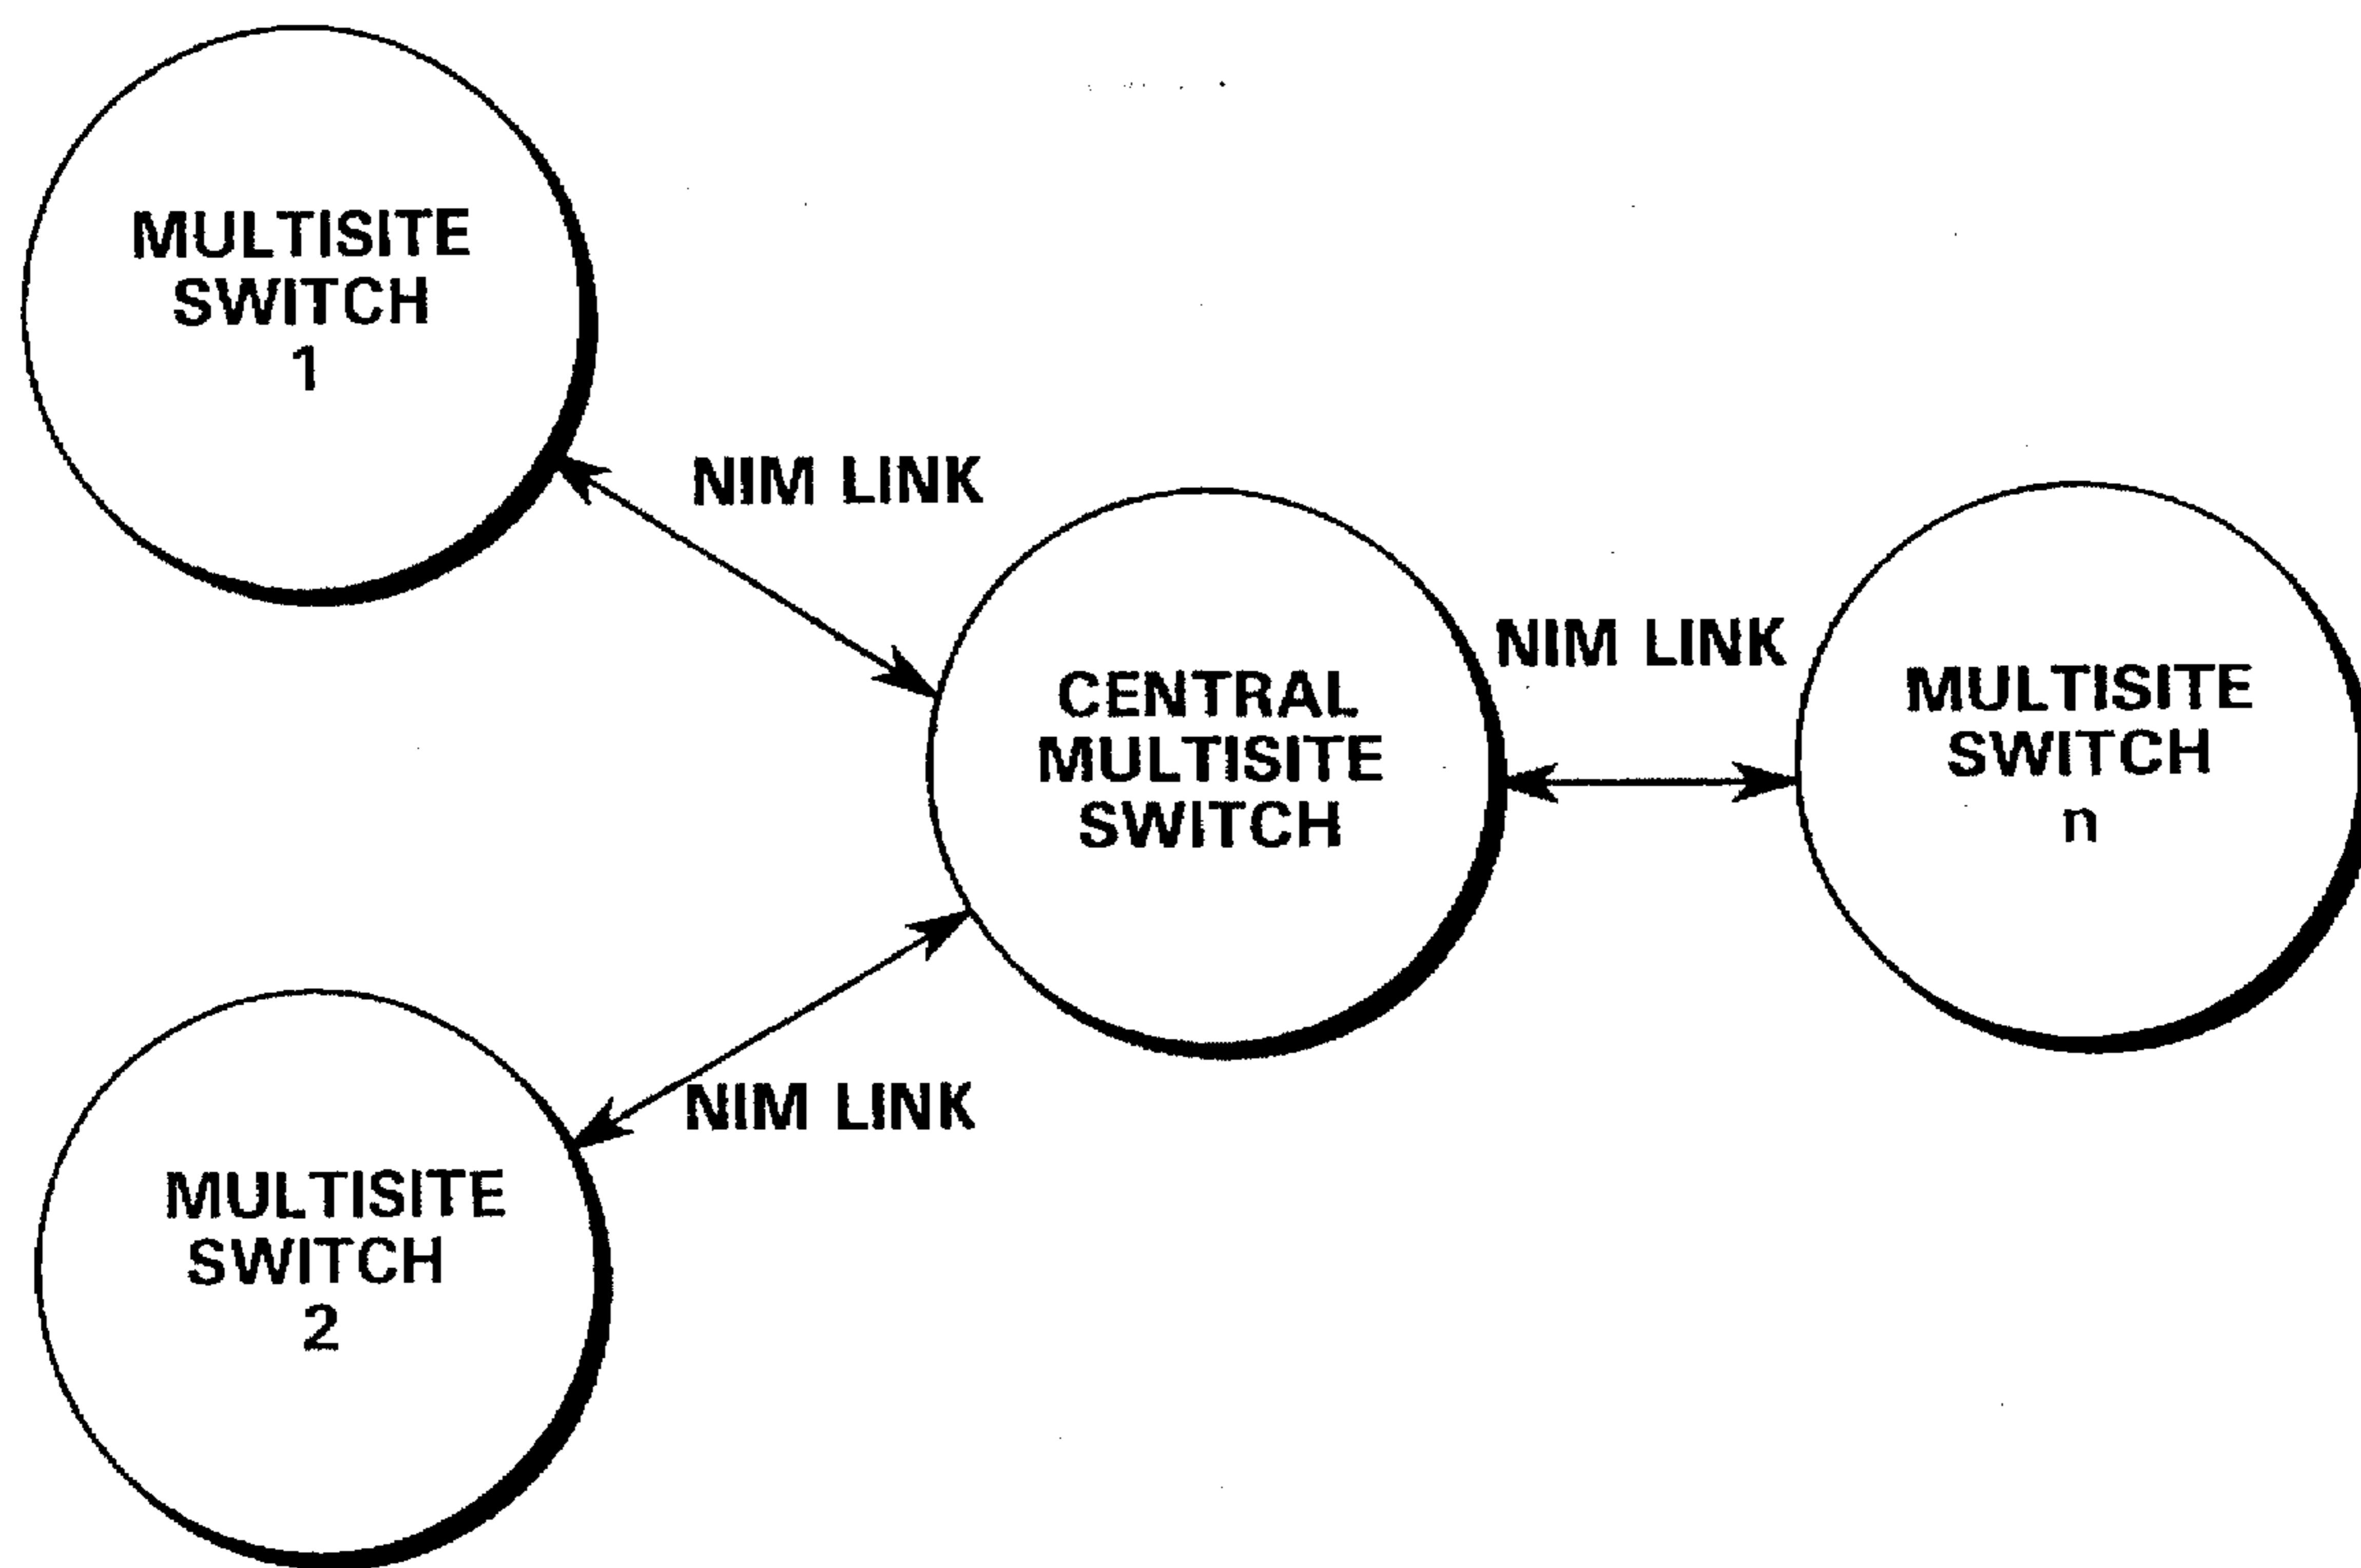 MULTISITE
SWITCH
1
NIM LINK
CENTRAL
MULTISITE
SWITCH
NIM LINK
MULTISITE
SWITCH
n
NIM LINK
MULTISITE
SWITCH
2